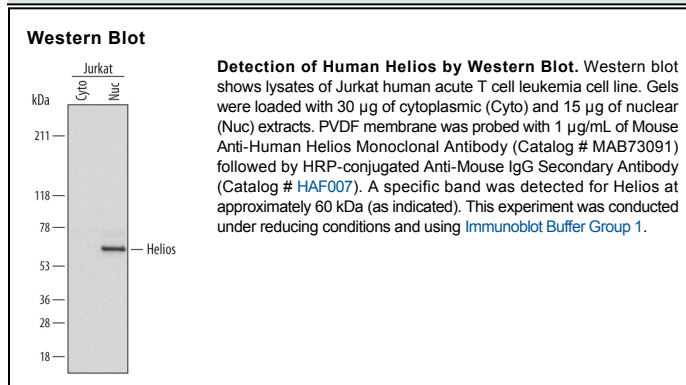 Western Blot
Jurkat
Cyto
Nuc
kDa
211
118
78
Helios
53
36
28
18
Detection of Human Helios by Western Blot. Western blot
shows lysates of Jurkat human acute T cell leukemia cell line. Gels
were loaded with 30 µg of cytoplasmic (Cyto) and 15 µg of nuclear
(Nuc) extracts. PVDF membrane was probed with 1 µg/mL of Mouse
Anti-Human Helios Monoclonal Antibody (Catalog # MAB73091)
followed by HRP-conjugated Anti-Mouse IgG Secondary Antibody
(Catalog # HAF007). A specific band was detected for Helios at
approximately 60 kDa (as indicated). This experiment was conducted
under reducing conditions and using Immunoblot Buffer Group 1.